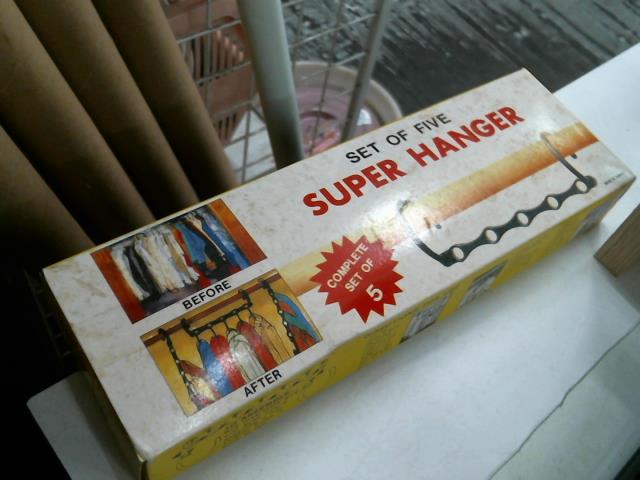 SET OF FIVE
SUPER HANGER
COMPLETE
SET OF
5
BEFORE
AFTER